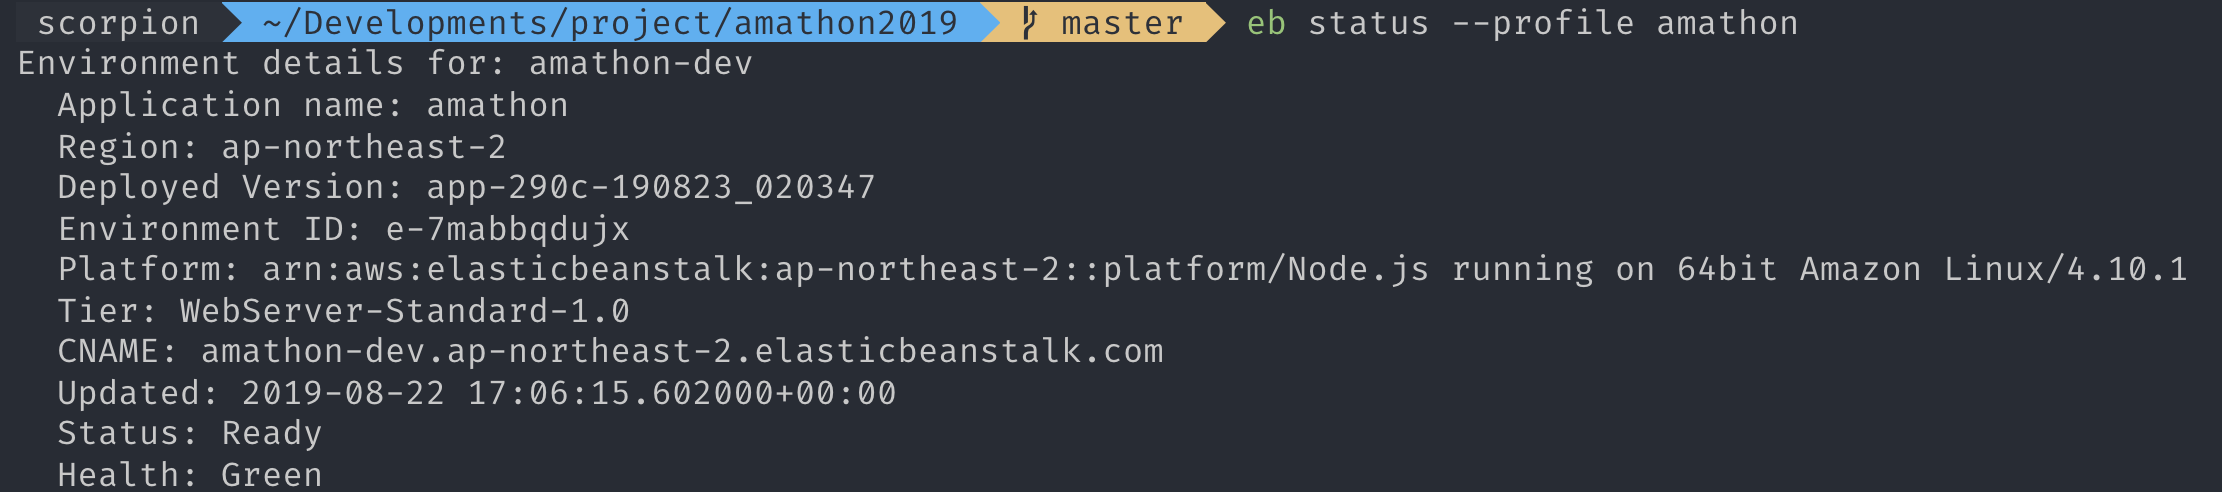 scorpion ~/Developments/project/amathon2019 master eb status --profile amathon
Environment details for: amathon-dev
Application name: amathon
Region: ap-northeast-2
Deployed Version: app-290c-190823_020347
Environment ID: e-7mabbqdujx
Platform: arn:aws:elasticbeanstalk:ap-northeast-2::platform/Node.js running on 64bit Amazon Linux/4.10.1
Tier: WebServer-Standard-1.0
CNAME: amathon-dev.ap-northeast-2.elasticbeanstalk.com
Updated: 2019-08-22 17:06:15.602000+00:00
Status: Ready
Health: Green